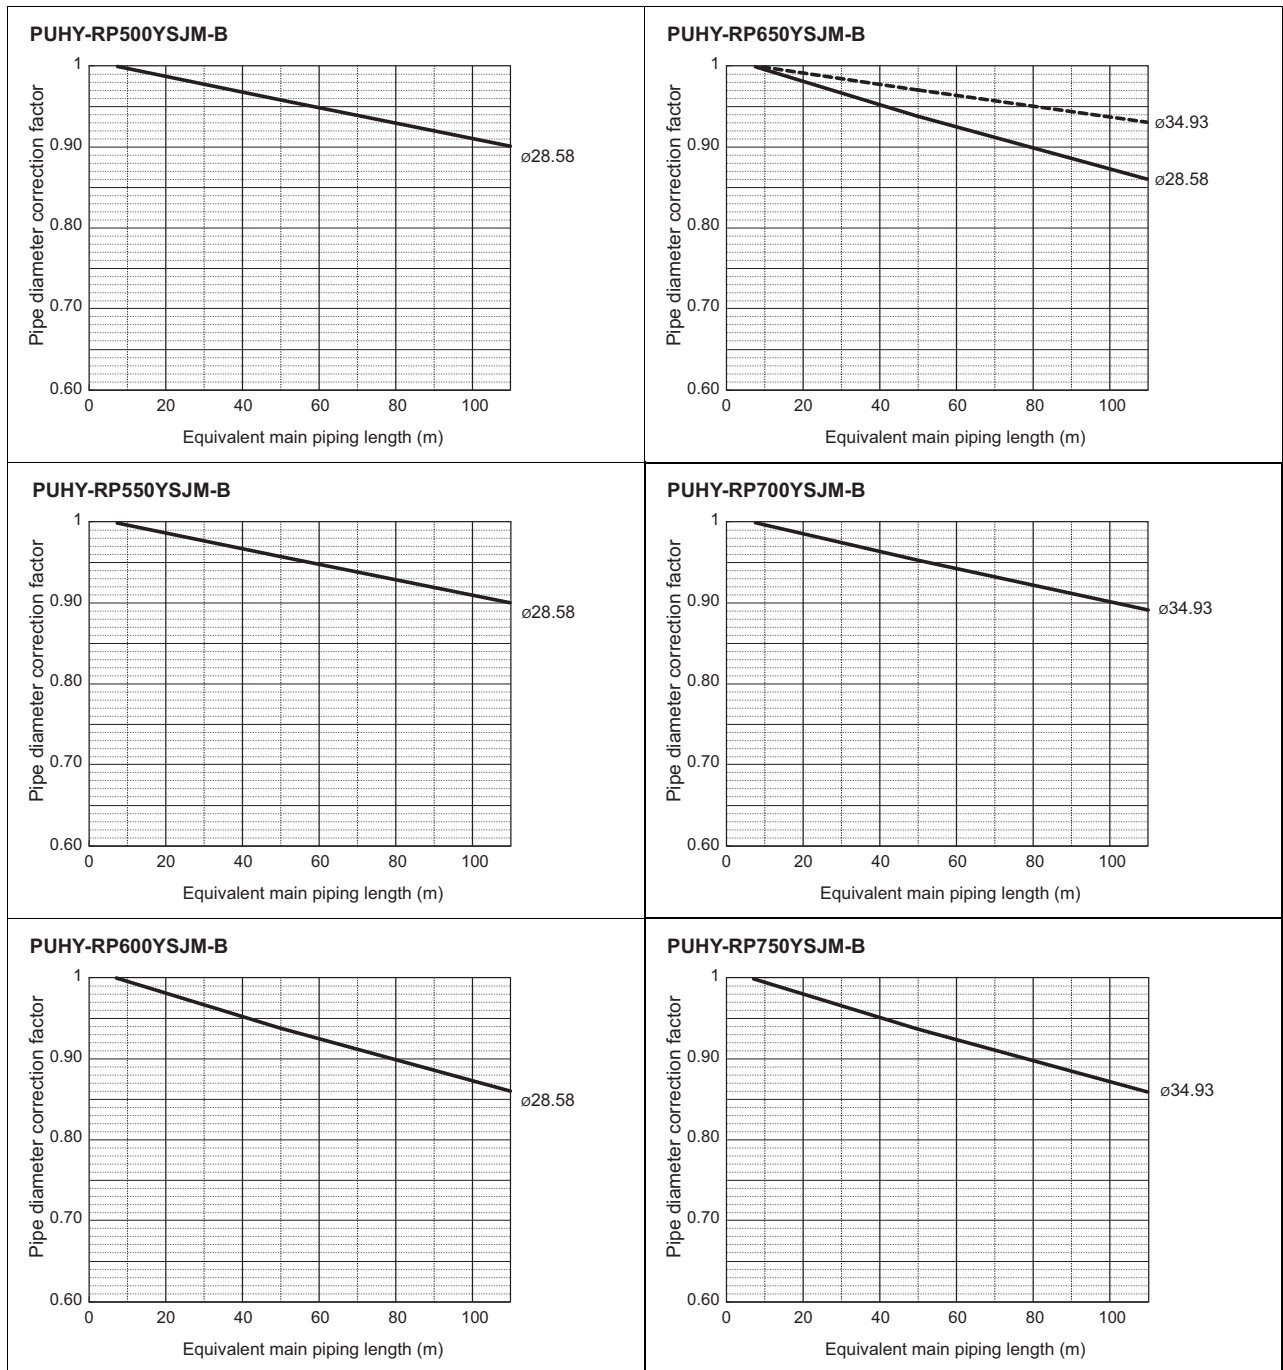 PUHY-RP500YSJM-B
Pipe diameter correction factor
1
0.90
0.80
0.70
0.60
0 20 40 60 80 100
Equivalent main piping length (m)
ø28.58
PUHY-RP650YSJM-B
Pipe diameter correction factor
1
0.90
0.80
0.70
0.60
0 20 40 60 80 100
Equivalent main piping length (m)
ø34.93
ø28.58
PUHY-RP550YSJM-B
Pipe diameter correction factor
1
0.90
0.80
0.70
0.60
0 20 40 60 80 100
Equivalent main piping length (m)
ø28.58
PUHY-RP700YSJM-B
Pipe diameter correction factor
1
0.90
0.80
0.70
0.60
0 20 40 60 80 100
Equivalent main piping length (m)
ø34.93
PUHY-RP600YSJM-B
Pipe diameter correction factor
1
0.90
0.80
0.70
0.60
0 20 40 60 80 100
Equivalent main piping length (m)
ø28.58
PUHY-RP750YSJM-B
Pipe diameter correction factor
1
0.90
0.80
0.70
0.60
0 20 40 60 80 100
Equivalent main piping length (m)
ø34.93